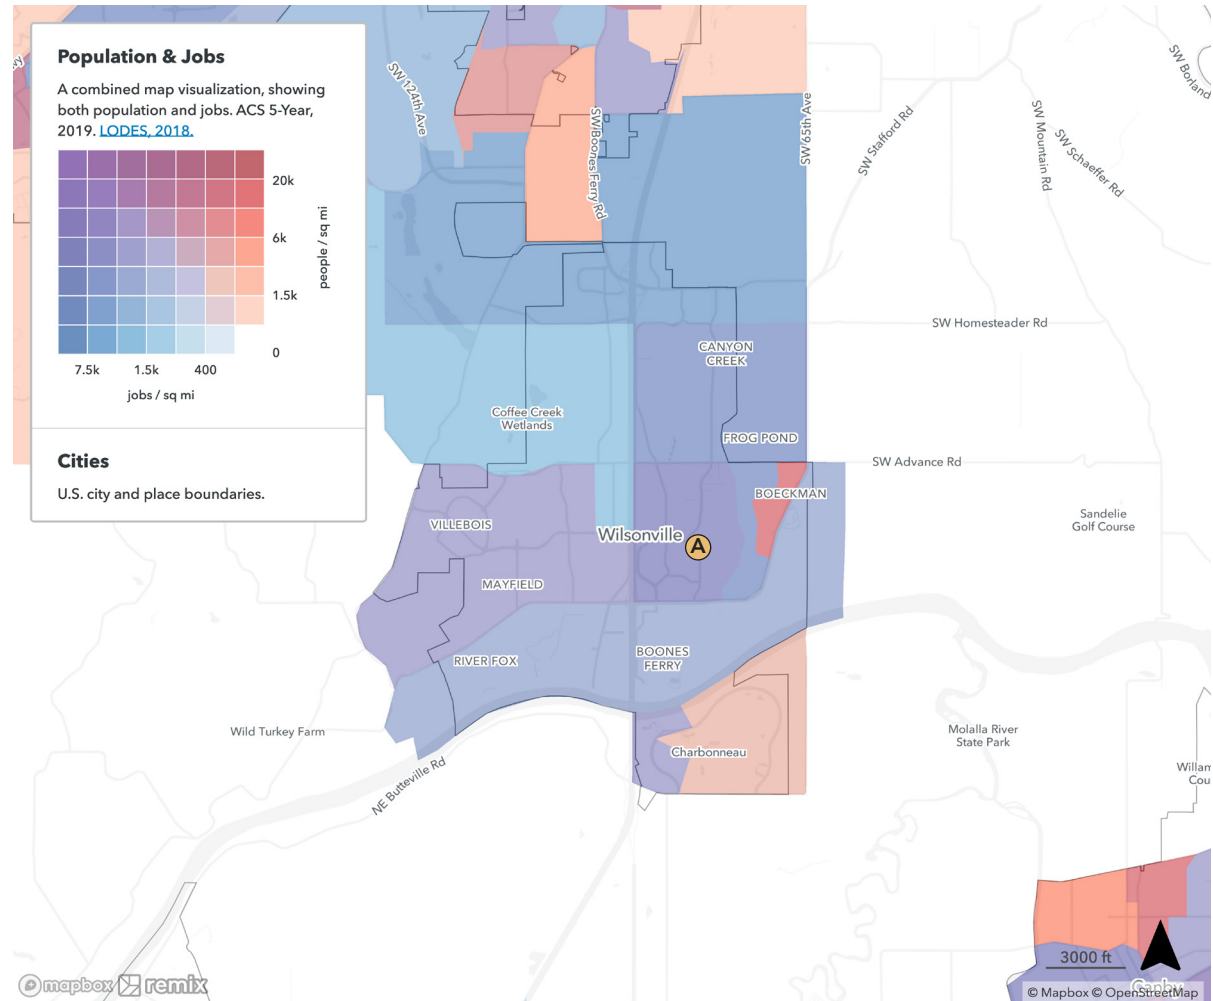 Population & Jobs
A combined map visualization, showing
both population and jobs. ACS 5-Year,
2019. LODES, 2018.
20k
6k
1.5k
0
people / sq mi
7.5k 1.5k 400
jobs / sq mi
Cities
U.S. city and place boundaries.
SW 124th Ave
SW Boones Ferry Rd
SW 65th Ave
SW Stafford Rd
SW Mountain Rd
SW Schaeffer Rd
SW Borland
SW Homesteader Rd
CANYON
CREEK
Coffee Creek
Wetlands
FROG POND
SW Advance Rd
BOECKMAN
Sandelie
Golf Course
VILLEBOIS
Wilsonville
A
MAYFIELD
RIVER FOX
BOONES
FERRY
Wild Turkey Farm
Molalla River
State Park
Charbonneau
Willam
Cou
NE Butteville Rd
3000 ft
Canby
mapbox remix
© Mapbox © OpenStreetMap